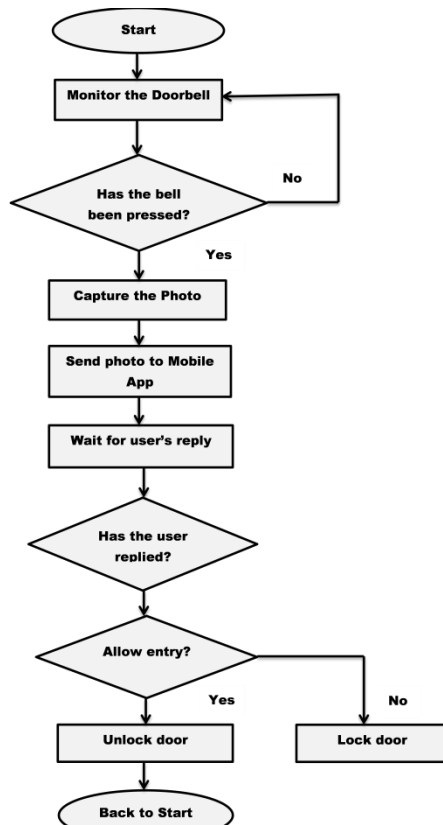 Start
Monitor the Doorbell
Has the bell
been pressed?
No
Yes
Capture the Photo
Send photo to Mobile
App
Wait for user's reply
Has the user
replied?
Allow entry?
Yes
No
Unlock door
Lock door
Back to Start